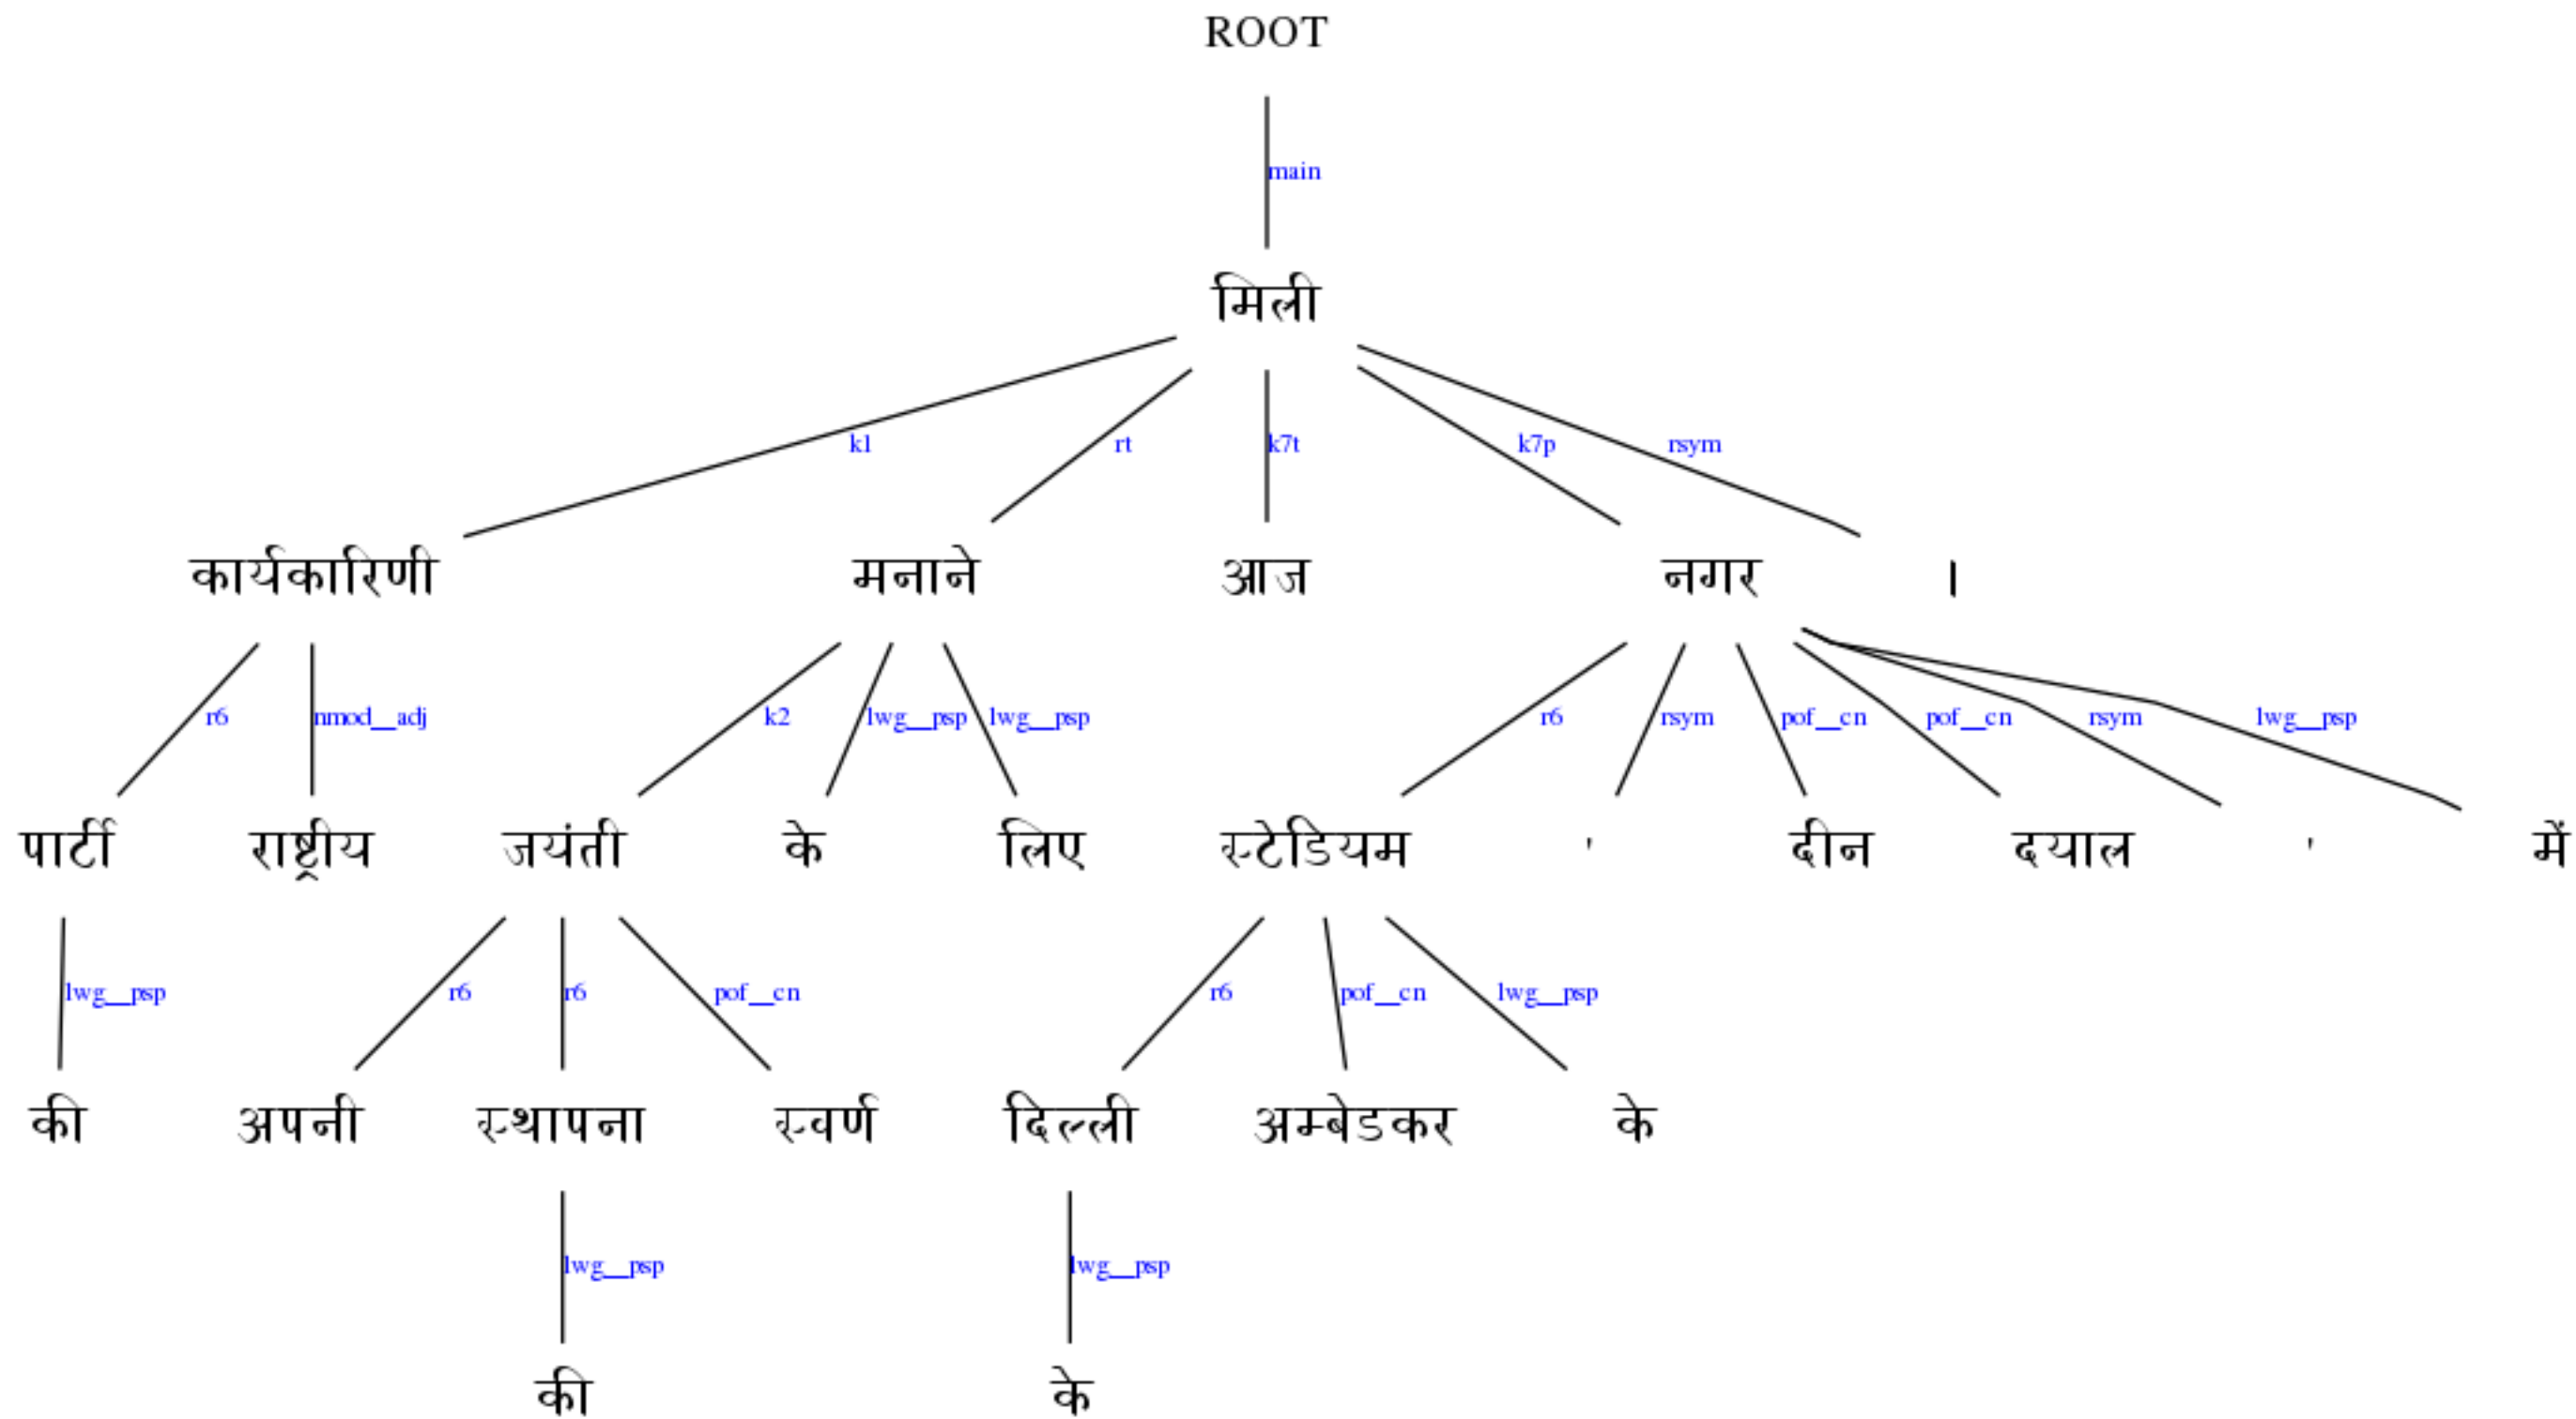 ROOT
main
मिली
k1 rt k7t k7p rsym
कार्यकारिणी मनाने आज नगर ।
r6 nmod__adj k2 lwg__psp lwg__psp r6 rsym pof__cn pof__cn rsym lwg__psp
पार्टी राष्ट्रीय जयंती के लिए स्टेडियम ' दीन दयाल ' में
lwg__psp r6 r6 pof__cn r6 pof__cn lwg__psp
की अपनी स्थापना स्वर्ण दिल्ली अम्बेडकर के
lwg__psp lwg__psp
की के